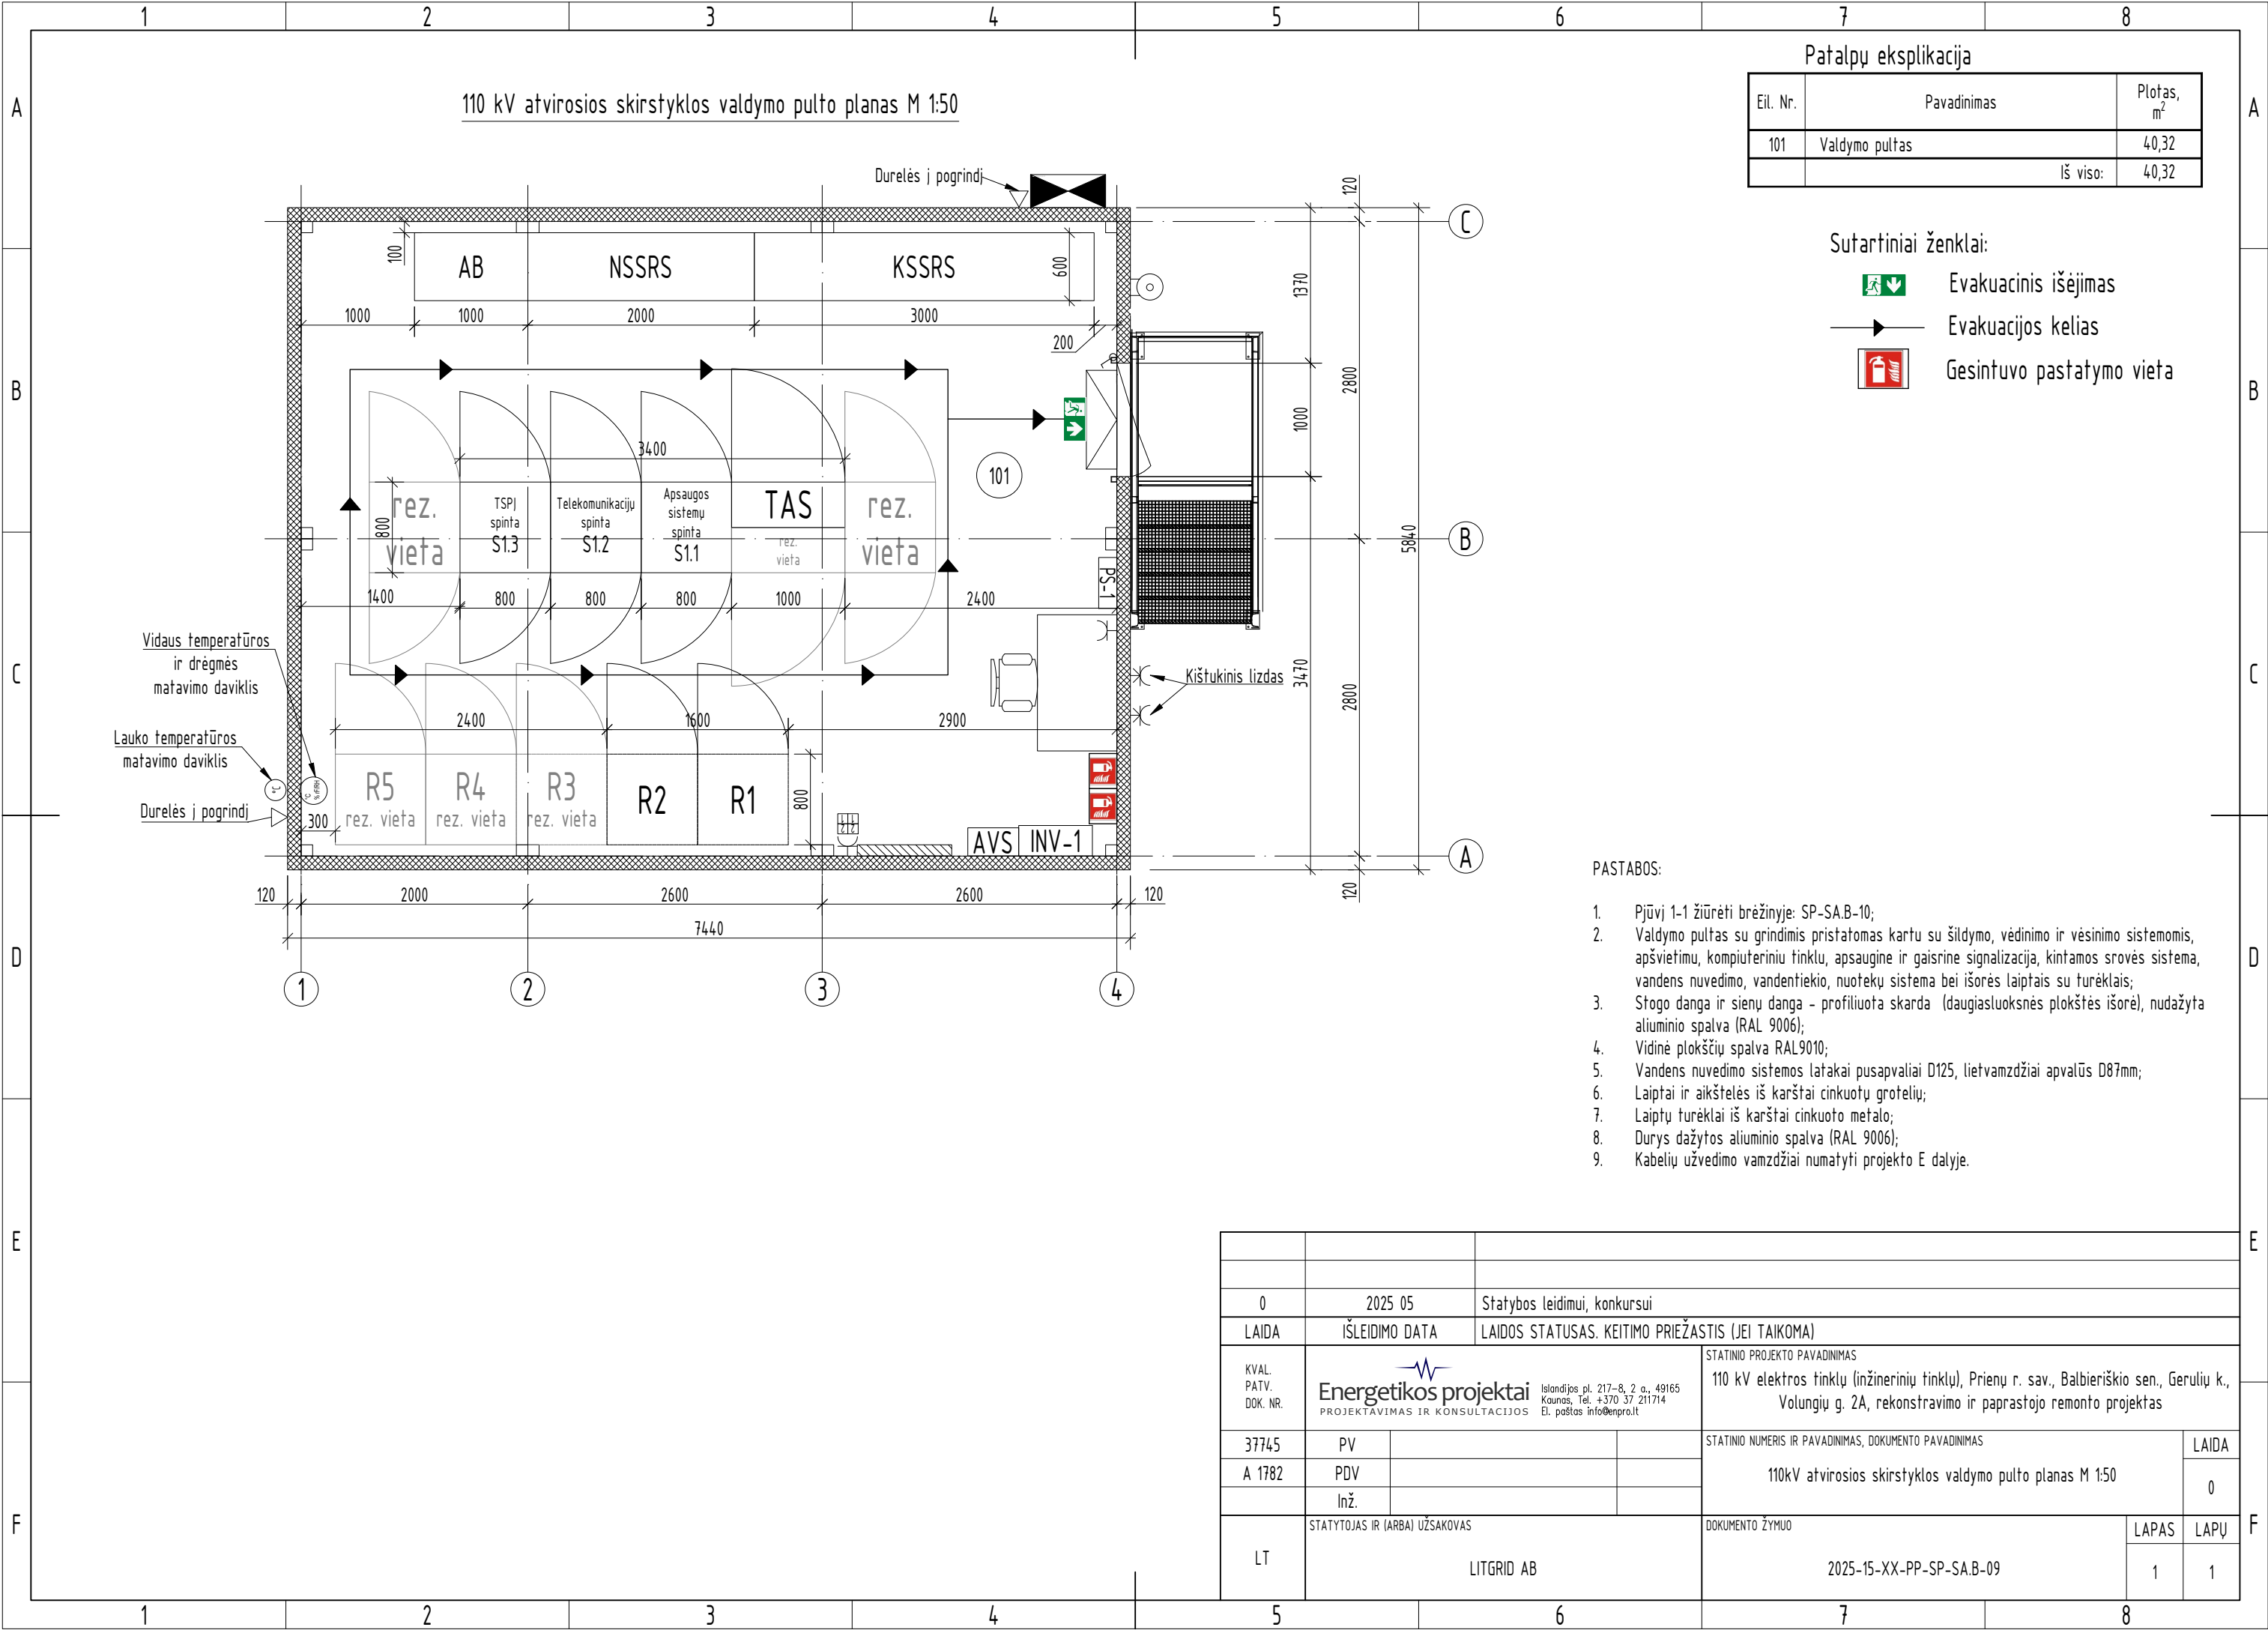 1 2 3 4 5 6 7 8
A
B
C
D
E
F
110 kV atvirosios skirstyklos valdymo pulto planas M 1:50
Patalpų eksplikacija
Eil. Nr. Pavadinimas Plotas, m²
101 Valdymo pultas 40,32
Iš viso: 40,32
Sutartiniai ženklai:
Evakuacinis išėjimas
Evakuacijos kelias
Gesintuvo pastatymo vieta
Durelės į pogrindį
120
C
100
AB NSSRS KSSRS
600
1370
1000 1000 2000 3000
200
2800
1000
3400
101
rez.
vieta
800
TSPĮ
spinta
S1.3
Telekomunikacijų
spinta
S1.2
Apsaugos
sistemų
spinta
S1.1
TAS
rez.
vieta
rez.
vieta
5840
B
PS-1
1400 800 800 800 1000 2400
Vidaus temperatūros
ir drėgmės
matavimo daviklis
Kištukinis lizdas
3470
2800
2400 1600 2900
Lauko temperatūros
matavimo daviklis
Durelės į pogrindį
300
R5
rez. vieta
R4
rez. vieta
R3
rez. vieta
R2
R1
800
AVS INV-1
A
120
120 2000 2600 2600 120
7440
1 2 3 4
PASTABOS:
1. Pjūvį 1-1 žiūrėti brėžinyje: SP-SA.B-10;
2. Valdymo pultas su grindimis pristatomas kartu su šildymo, vėdinimo ir vėsinimo sistemomis,
apšvietimu, kompiuteriniu tinklu, apsaugine ir gaisrine signalizacija, kintamos srovės sistema,
vandens nuvedimo, vandentiekio, nuotekų sistema bei išorės laiptais su turėklais;
3. Stogo danga ir sienų danga - profiliuota skarda (daugiasluoksnės plokštės išorė), nudažyta
aliuminio spalva (RAL 9006);
4. Vidinė plokščių spalva RAL9010;
5. Vandens nuvedimo sistemos latakai pusapvaliai D125, lietvamzdžiai apvalūs D87mm;
6. Laiptai ir aikštelės iš karštai cinkuotų grotelių;
7. Laiptų turėklai iš karštai cinkuoto metalo;
8. Durys dažytos aliuminio spalva (RAL 9006);
9. Kabelių užvedimo vamzdžiai numatyti projekto E dalyje.
0 2025 05 Statybos leidimui, konkursui
LAIDA IŠLEIDIMO DATA LAIDOS STATUSAS. KEITIMO PRIEŽASTIS (JEI TAIKOMA)
KVAL.
PATV.
DOK. NR.
Energetikos projektai
PROJEKTAVIMAS IR KONSULTACIJOS
Islandijos pl. 217-8, 2 a., 49165
Kaunas, Tel. +370 37 211714
El. paštas info@enpro.lt
STATINIO PROJEKTO PAVADINIMAS
110 kV elektros tinklų (inžinerinių tinklų), Prienų r. sav., Balbieriškio sen., Gerulių k.,
Volungių g. 2A, rekonstravimo ir paprastojo remonto projektas
37745 PV
A 1782 PDV
Inž.
STATINIO NUMERIS IR PAVADINIMAS, DOKUMENTO PAVADINIMAS
110kV atvirosios skirstyklos valdymo pulto planas M 1:50
LAIDA
0
LT
STATYTOJAS IR (ARBA) UŽSAKOVAS
LITGRID AB
DOKUMENTO ŽYMUO
2025-15-XX-PP-SP-SA.B-09
LAPAS LAPŲ
1 1
A
B
C
D
E
F
1 2 3 4 5 6 7 8